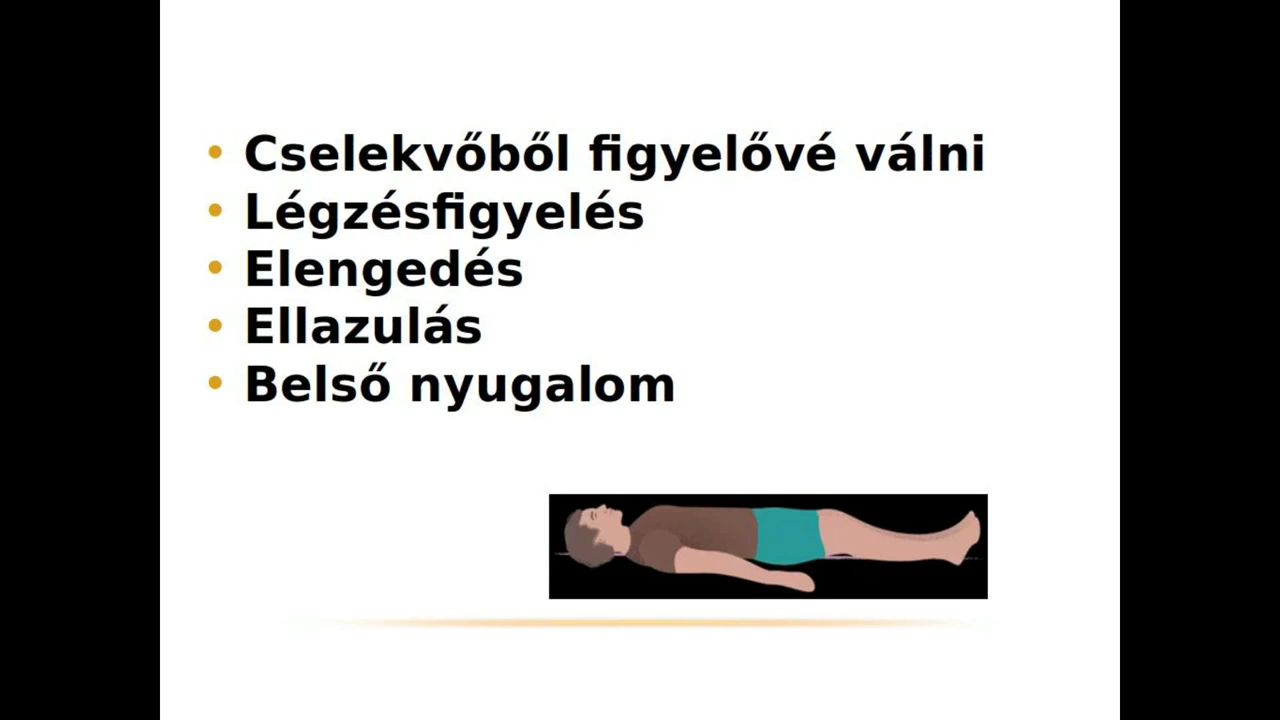 • Cselekvőből figyelővé válni
• Légzésfigyelés
• Elengedés
• Ellazulás
• Belső nyugalom